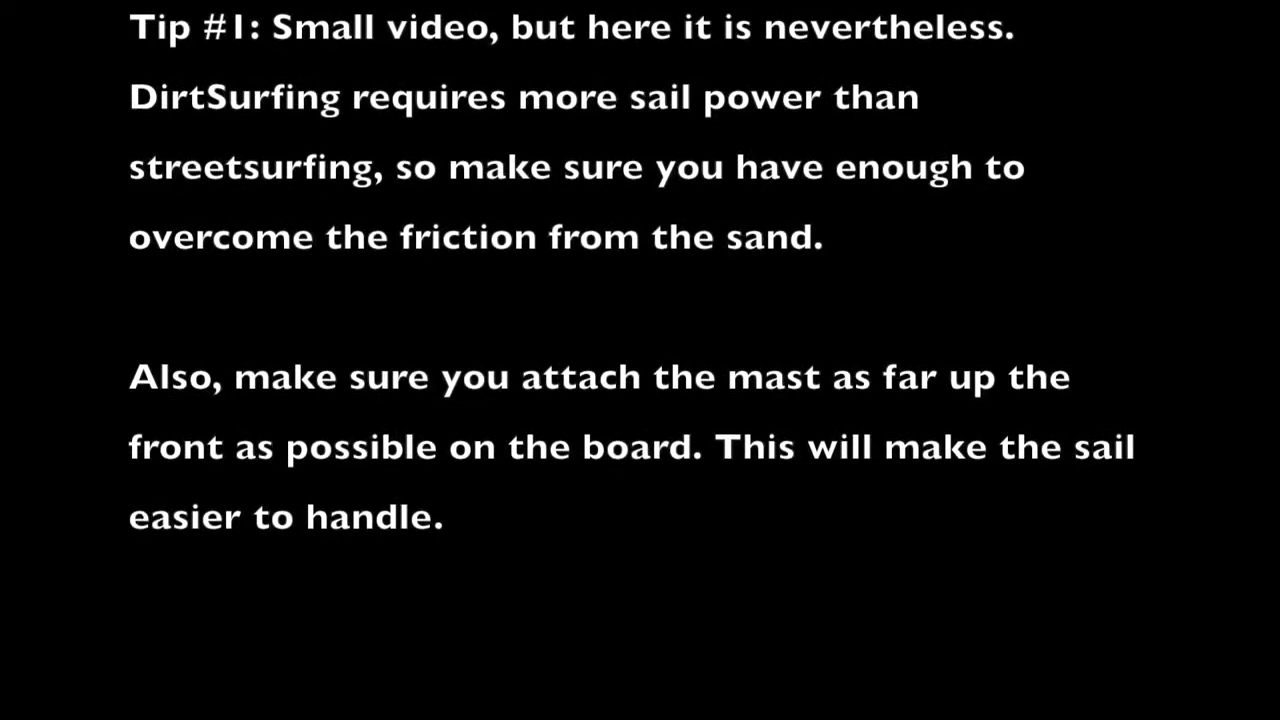 Tip #1: Small video, but here it is nevertheless.
DirtSurfing requires more sail power than
streetsurfing, so make sure you have enough to
overcome the friction from the sand.
Also, make sure you attach the mast as far up the
front as possible on the board. This will make the sail
easier to handle.